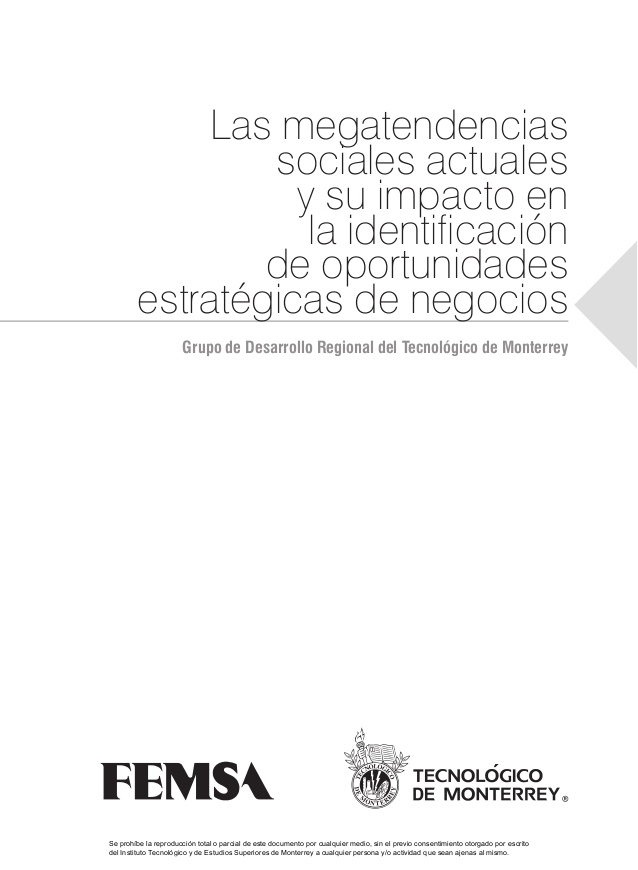 Las megatendencias
sociales actuales
y su impacto en
la identificación
de oportunidades
estratégicas de negocios
Grupo de Desarrollo Regional del Tecnológico de Monterrey
FEMSA
TECNOLÓGICO
DE MONTERREY
TECNOLÓGICO
DE MONTERREY®
Se prohíbe la reproducción total o parcial de este documento por cualquier medio, sin el previo consentimiento otorgado por escrito
del Instituto Tecnológico y de Estudios Superiores de Monterrey a cualquier persona y/o actividad que sean ajenas al mismo.